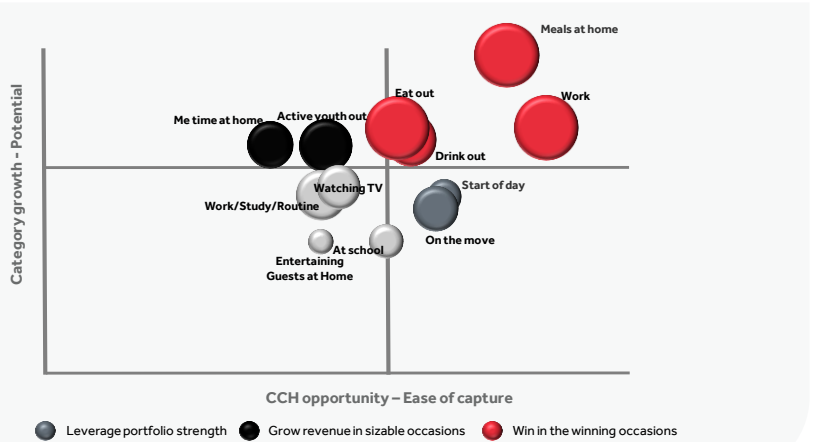 Meals at home
Eat out
Work
Me time at home
Active youth out
Drink out
Watching TV
Start of day
Work/Study/Routine
On the move
At school
Entertaining
Guests at Home
Category growth - Potential
CCH opportunity – Ease of capture
Leverage portfolio strength
Grow revenue in sizable occasions
Win in the winning occasions